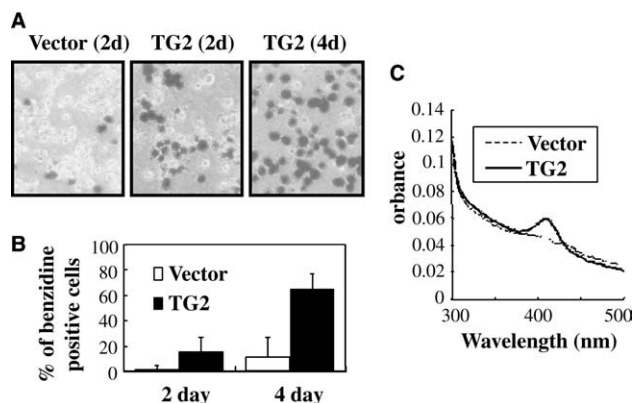 A
Vector (2d) TG2 (2d) TG2 (4d)
B
% of benzidine
positive cells
100
80
60
40
20
0
Vector
TG2
2 day 4 day
C
orbance
0.14
0.12
0.1
0.08
0.06
0.04
0.02
0
Vector
TG2
300 400 500
Wavelength (nm)